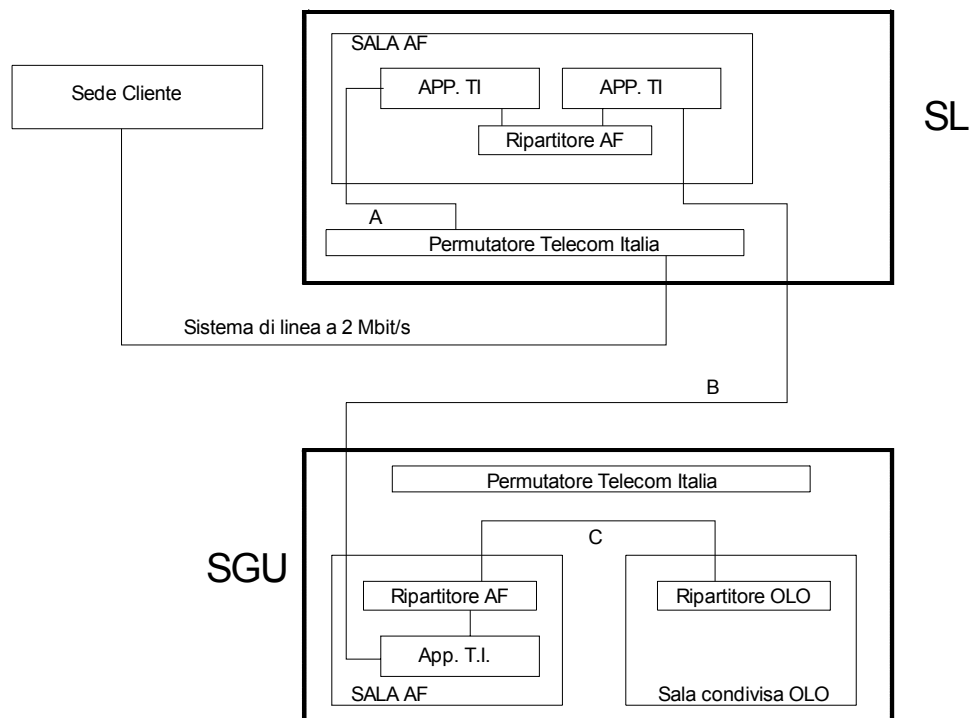 SALA AF
Sede Cliente
APP. TI
APP. TI
SL
Ripartitore AF
A
Permutatore Telecom Italia
Sistema di linea a 2 Mbit/s
B
Permutatore Telecom Italia
C
SGU
Ripartitore AF
Ripartitore OLO
App. T.I.
SALA AF
Sala condivisa OLO